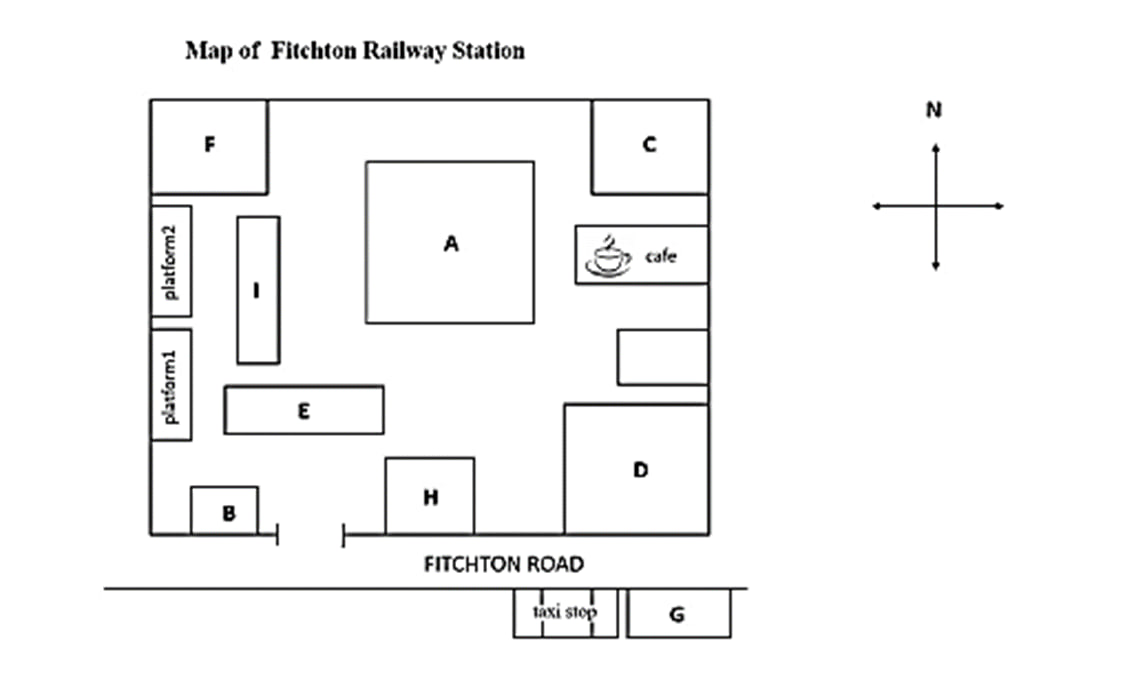 Map of Fitchton Railway Station
N
F
C
A
platform2
cafe
I
platform1
E
D
H
B
FITCHTON ROAD
taxi stop
G